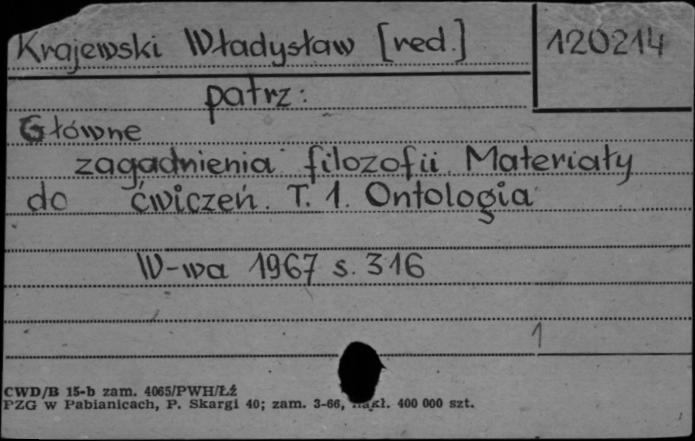 Krajewski Władysław [red.]
120214
patrz:
Główne
zagadnienia filozofii. Materiały
do ćwiczeń. T. 1. Ontologia
W-wa 1967 s. 316
1
CWD/B 15-b zam. 4065/PWH/ŁŹ
PZG w Pabianicach, P. Skargi 40; zam. 3-66, nakł. 400 000 szt.